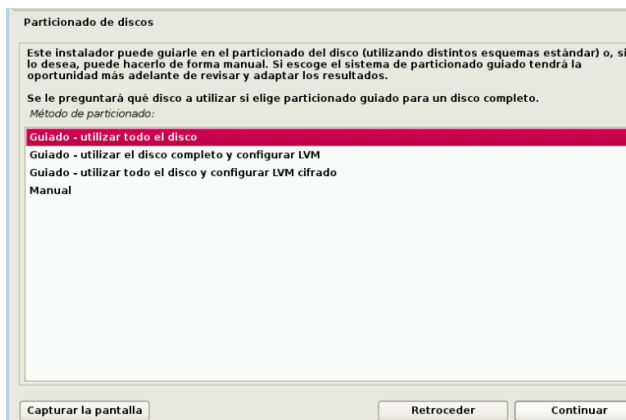 Particionado de discos
Este instalador puede guiarle en el particionado del disco (utilizando distintos esquemas estándar) o, si
lo desea, puede hacerlo de forma manual. Si escoge el sistema de particionado guiado tendrá la
oportunidad más adelante de revisar y adaptar los resultados.
Se le preguntará qué disco a utilizar si elige particionado guiado para un disco completo.
Método de particionado:
Guiado - utilizar todo el disco
Guiado - utilizar el disco completo y configurar LVM
Guiado - utilizar todo el disco y configurar LVM cifrado
Manual
Capturar la pantalla
Retroceder
Continuar